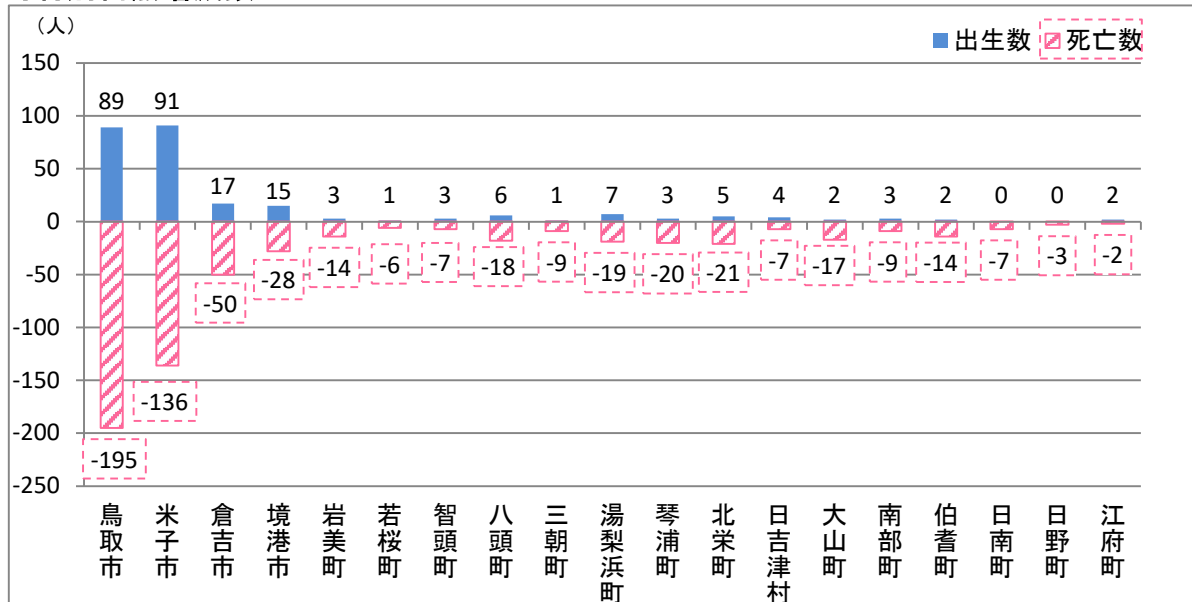 (人)
出生数 死亡数
150
100
50
0
-50
-100
-150
-200
-250
89 91 17 15 3 1 3 6 1 7 3 5 4 2 3 2 0 0 2
-195 -136 -50 -28 -14 -6 -7 -18 -9 -19 -20 -21 -7 -17 -9 -14 -7 -3 -2
鳥取市
米子市
倉吉市
境港市
岩美町
若桜町
智頭町
八頭町
三朝町
湯梨浜町
琴浦町
北栄町
日吉津村
大山町
南部町
伯耆町
日南町
日野町
江府町